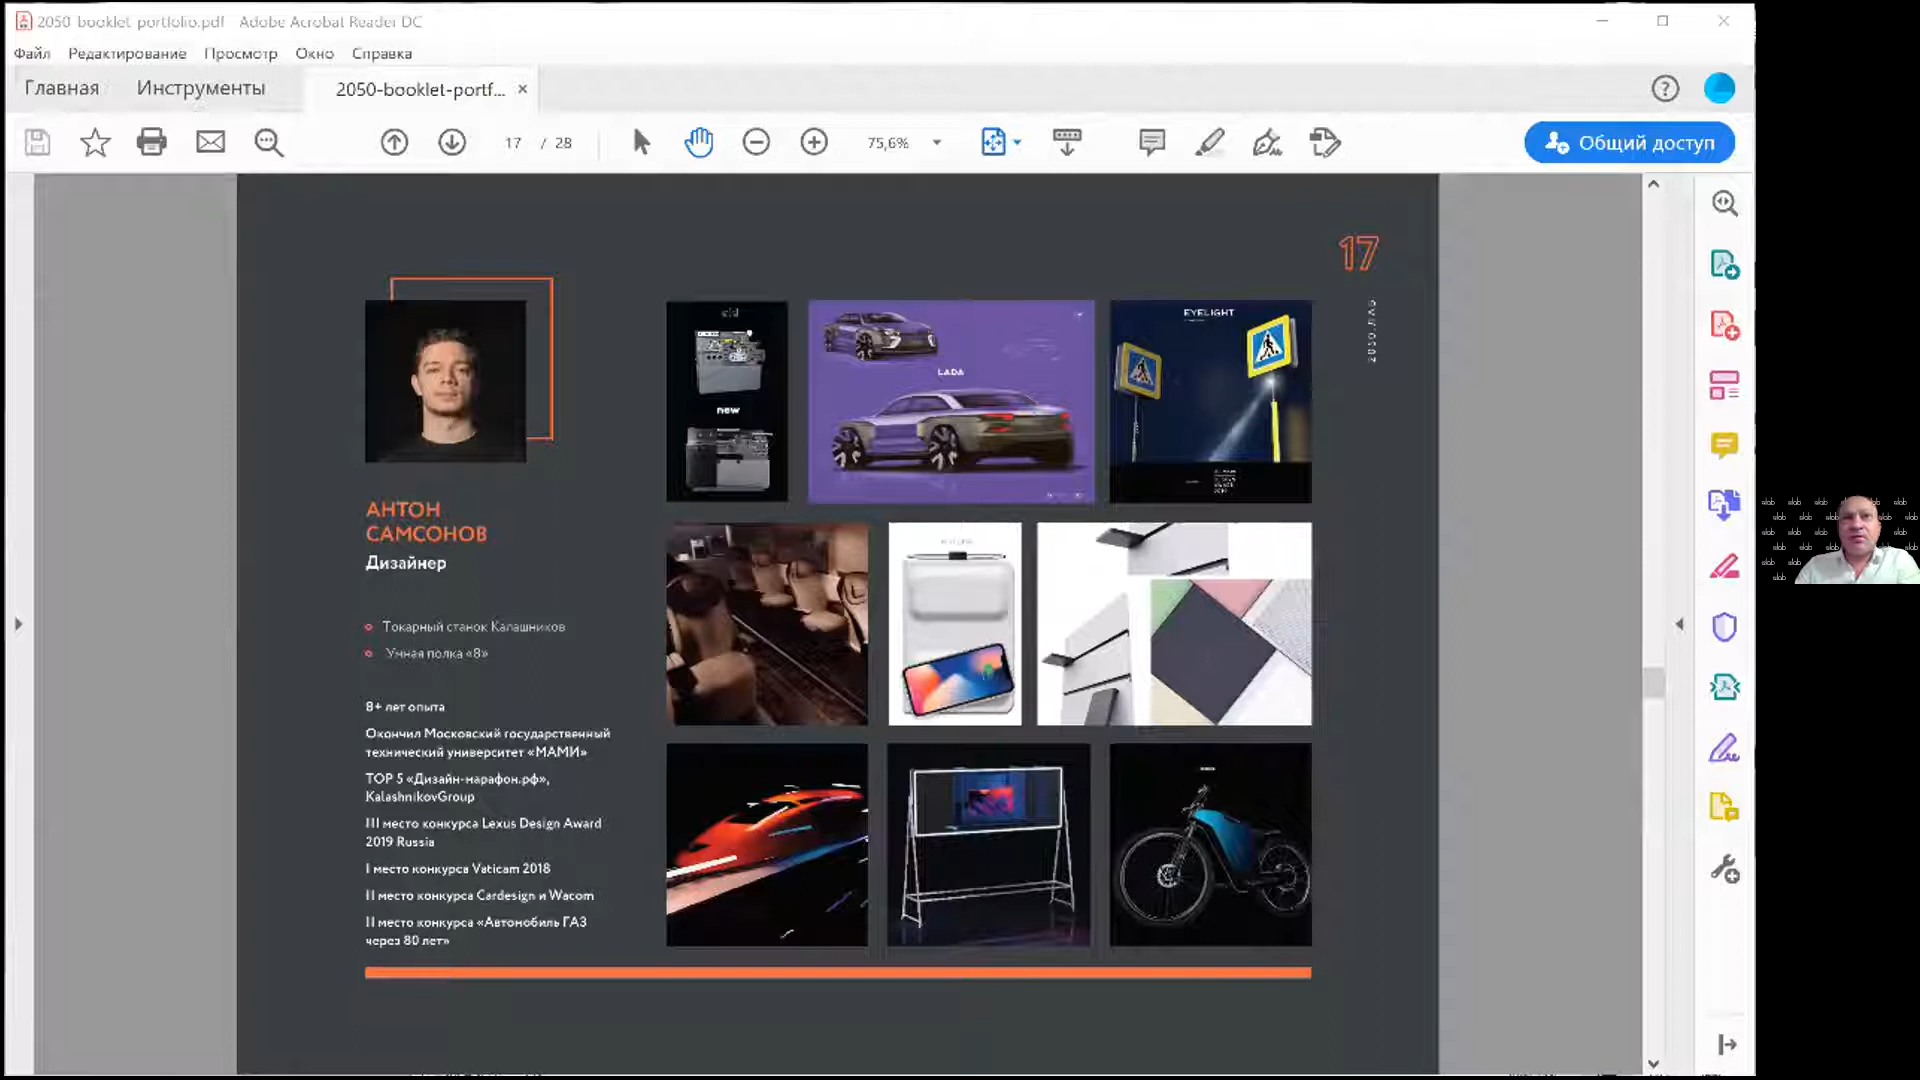 2050-booklet-portfolio.pdf - Adobe Acrobat Reader DC
Файл Редактирование Просмотр Окно Справка
Главная Инструменты 2050-booklet-portf... ×
17 / 28
75,6%
Общий доступ
17
2050.ЛАБ
old
new
LADA
EYELIGHT
АНТОН
САМСОНОВ
Дизайнер
Токарный станок Калашников
Умная полка «8»
8+ лет опыта
Окончил Московский государственный
технический университет «МАМИ»
TOP 5 «Дизайн-марафон.рф»,
KalashnikovGroup
III место конкурса Lexus Design Award
2019 Russia
I место конкурса Vaticam 2018
II место конкурса Cardesign и Wacom
II место конкурса «Автомобиль ГАЗ
через 80 лет»